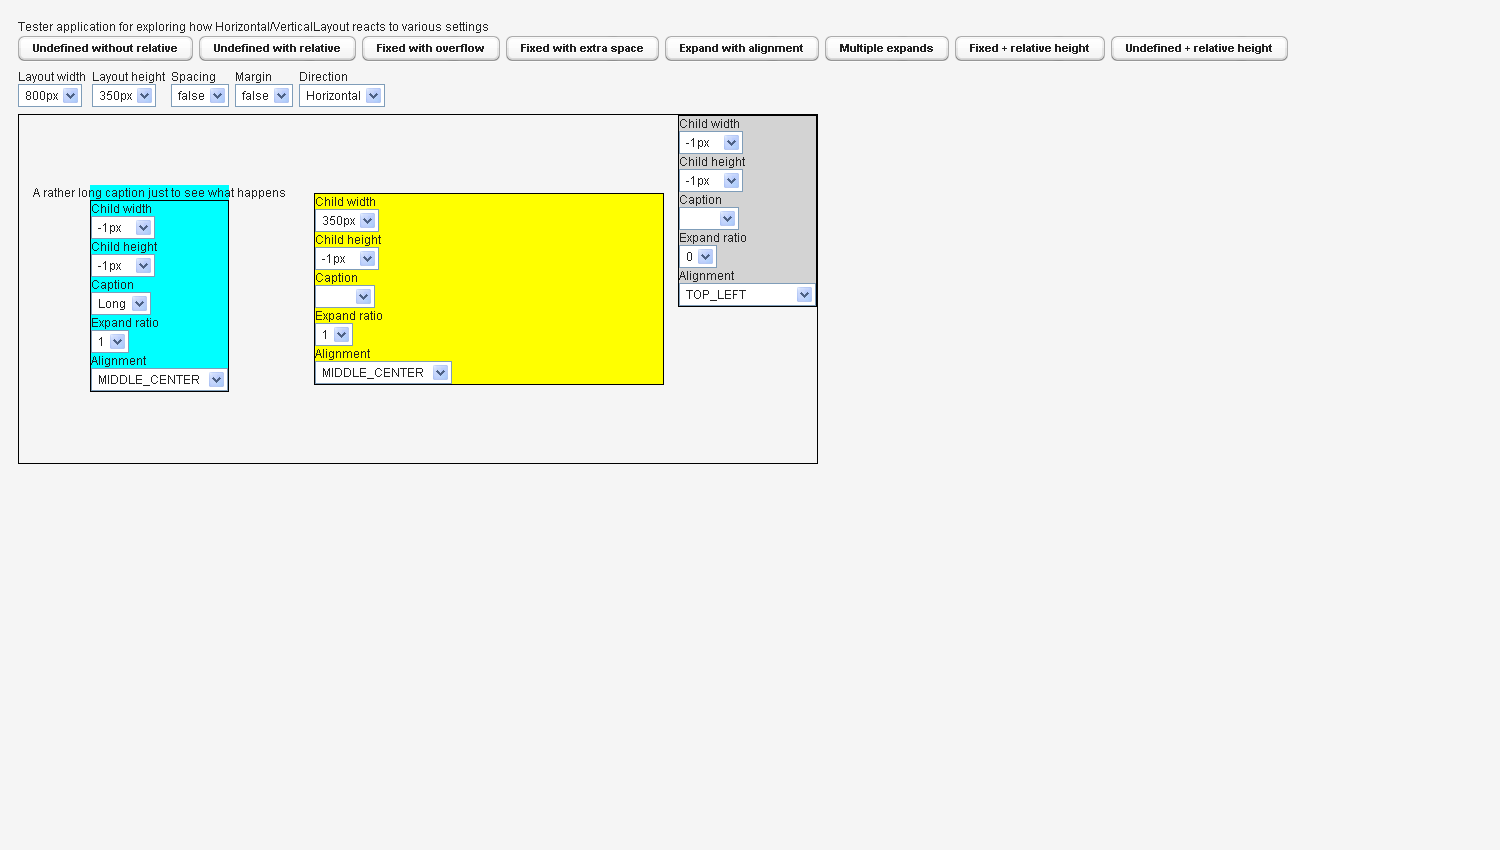 Tester application for exploring how Horizontal/VerticalLayout reacts to various settings
Undefined without relative Undefined with relative Fixed with overflow Fixed with extra space Expand with alignment Multiple expands Fixed + relative height Undefined + relative height
Layout width Layout height Spacing Margin Direction
800px 350px false false Horizontal
A rather long caption just to see what happens
Child width
-1px
Child height
-1px
Caption
Long
Expand ratio
1
Alignment
MIDDLE_CENTER
Child width
350px
Child height
-1px
Caption
Expand ratio
1
Alignment
MIDDLE_CENTER
Child width
-1px
Child height
-1px
Caption
Expand ratio
0
Alignment
TOP_LEFT